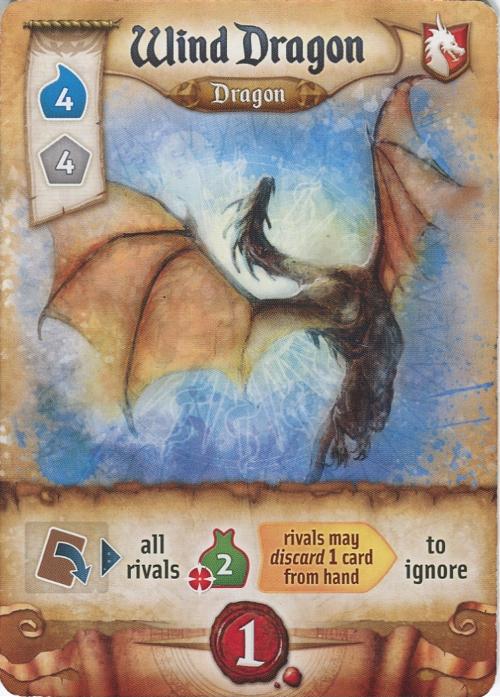 Wind Dragon
Dragon
4
4
all
rivals
2
rivals may
discard 1 card
from hand
to
ignore
1